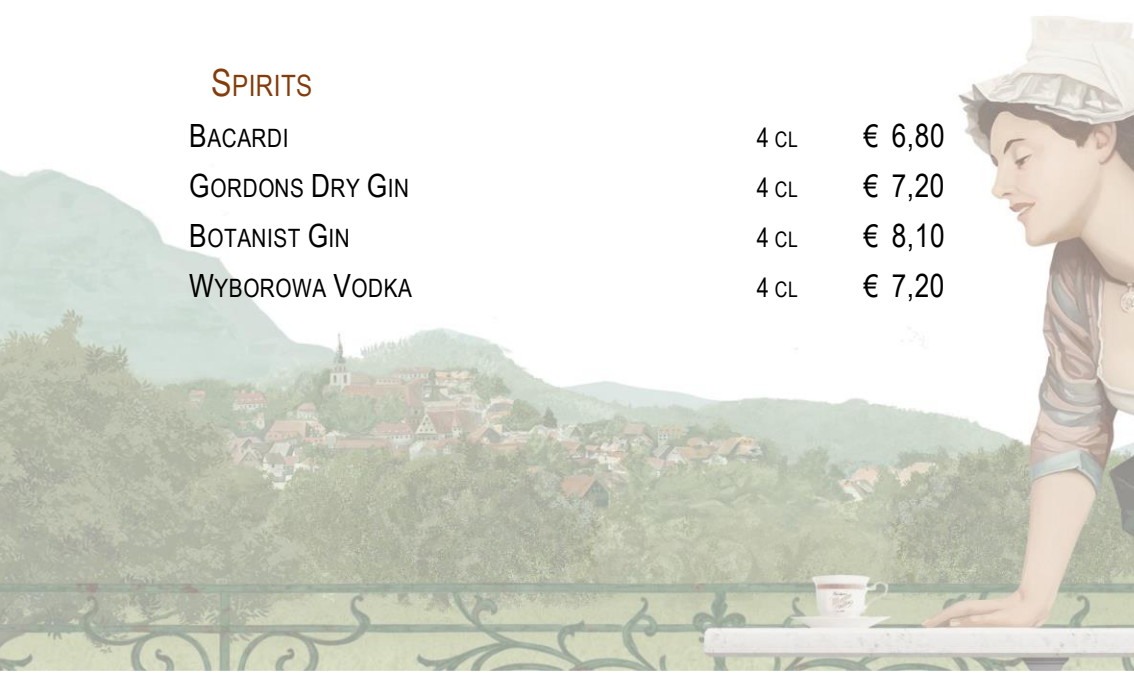 SPIRITS
BACARDI 4 CL € 6,80
GORDONS DRY GIN 4 CL € 7,20
BOTANIST GIN 4 CL € 8,10
WYBOROWA VODKA 4 CL € 7,20